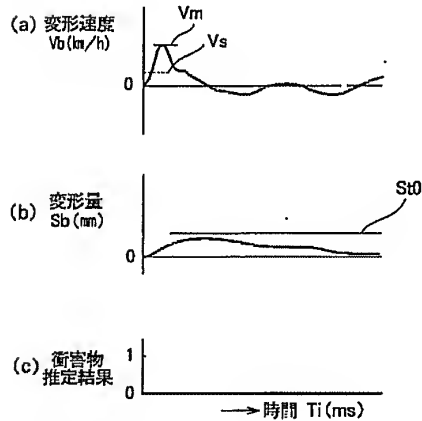 (a) 変形速度
Vb(km/h)
Vm
Vs
0
(b) 変形量
Sb(mm)
St0
0
(c) 衝害物
推定結果
1
0
→時間 Ti(ms)